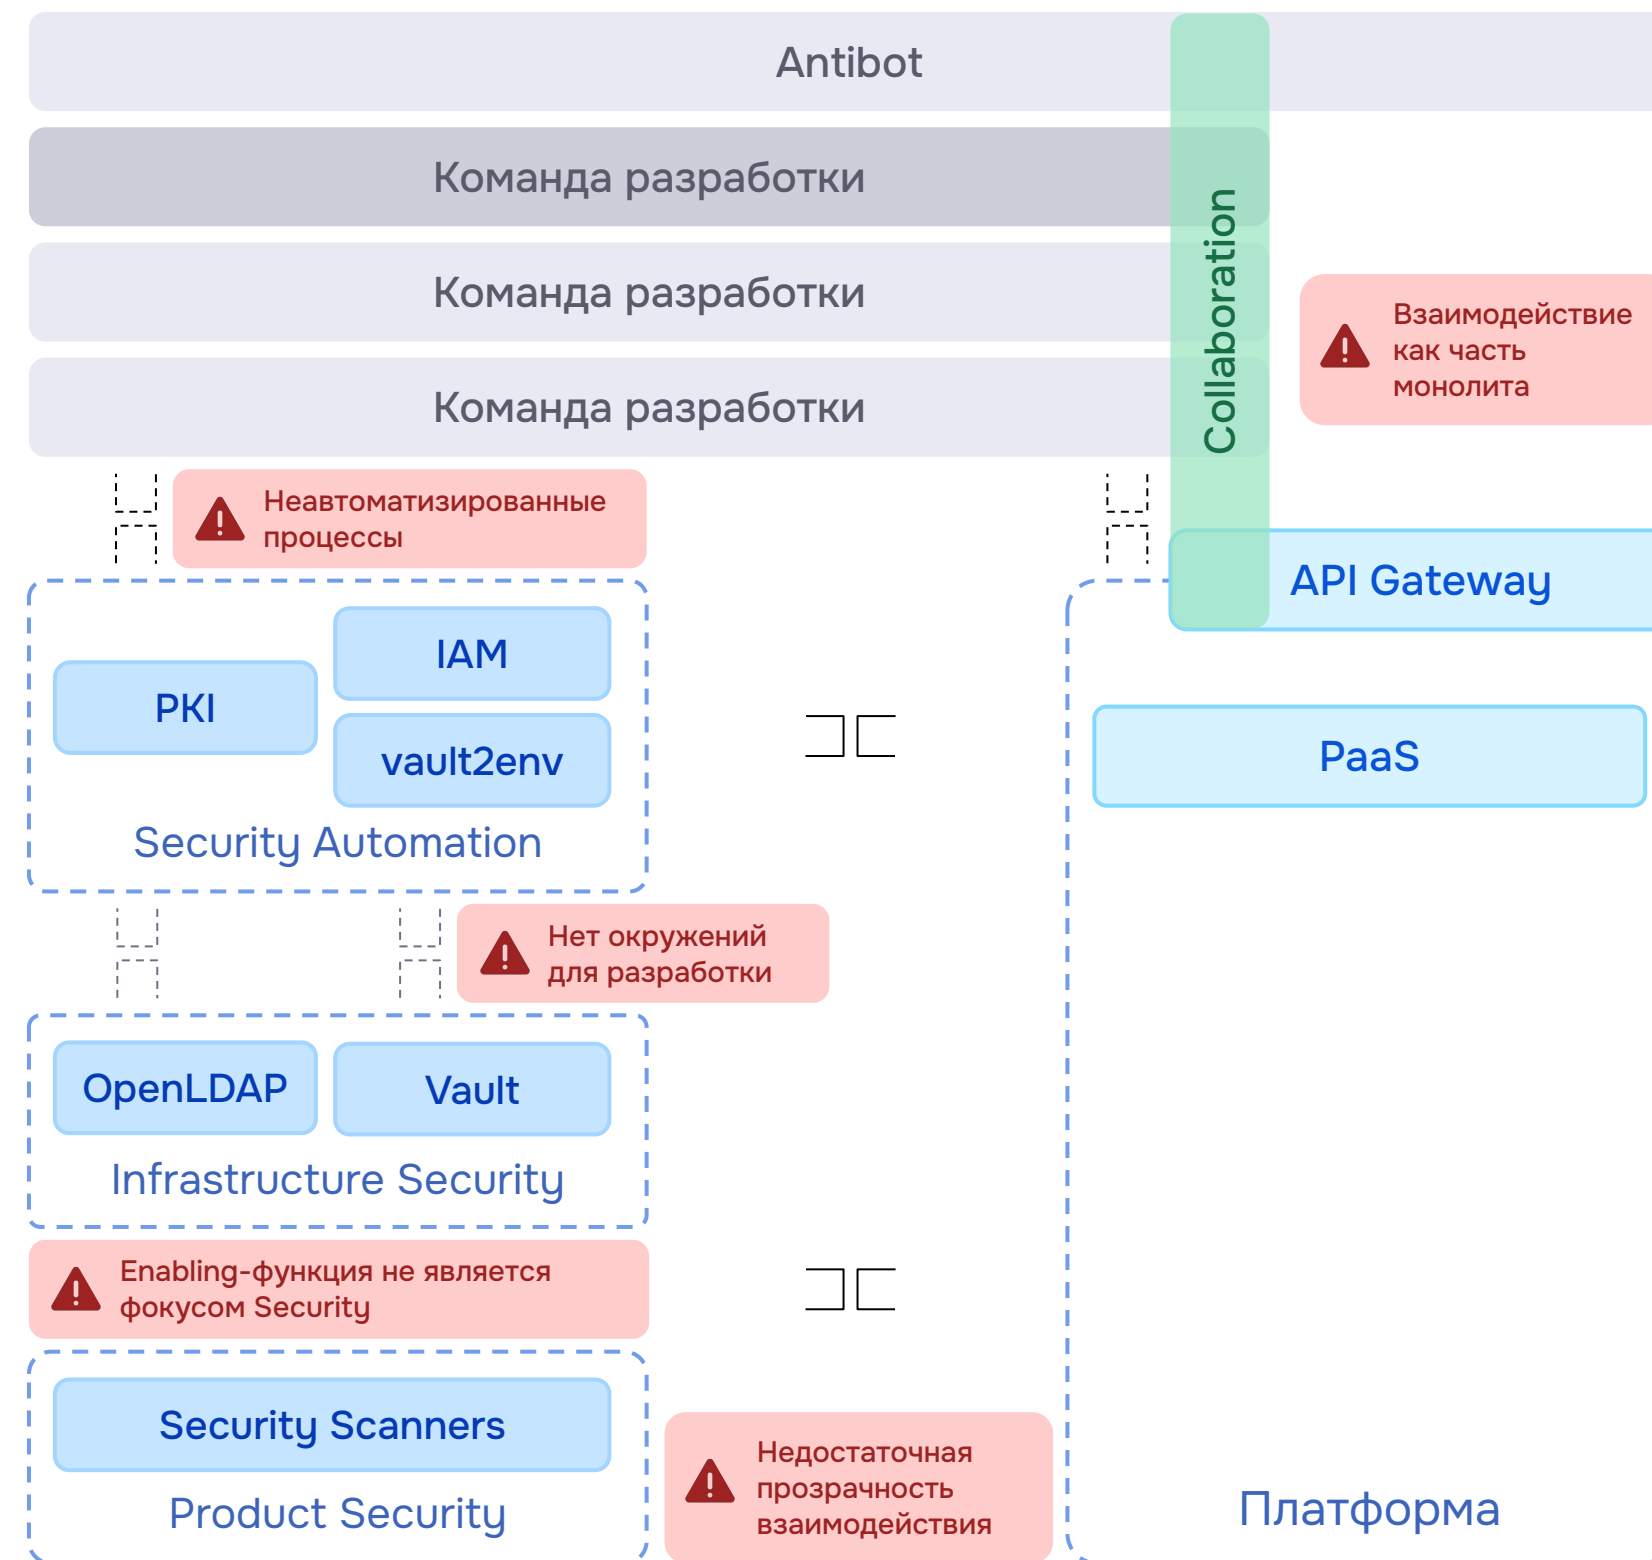 Antibot
Команда разработки
Команда разработки
Команда разработки
Collaboration
Взаимодействие
как часть
монолита
Неавтоматизированные
процессы
API Gateway
IAM
PKI
vault2env
PaaS
Security Automation
Нет окружений
для разработки
OpenLDAP
Vault
Infrastructure Security
Enabling-функция не является
фокусом Security
Security Scanners
Product Security
Недостаточная
прозрачность
взаимодействия
Платформа